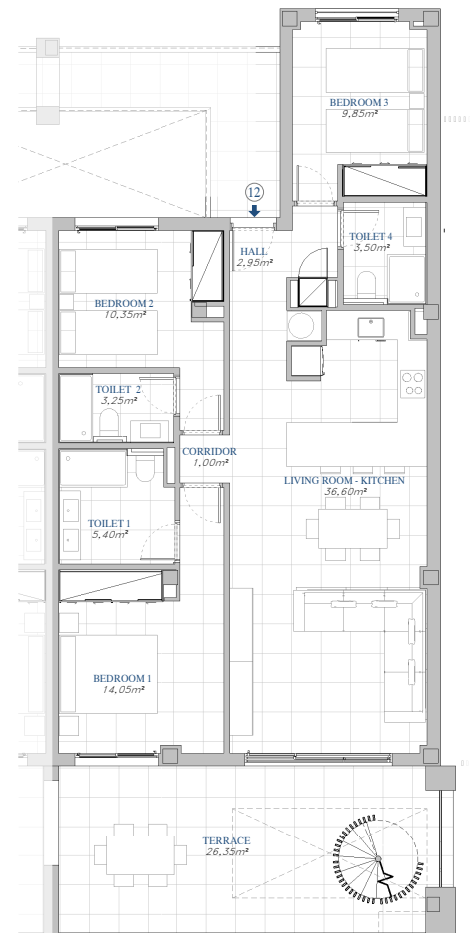 BEDROOM 3
9,85m²
12
TOILET 4
3,50m²
HALL
2,95m²
BEDROOM 2
10,35m²
TOILET 2
3,25m²
CORRIDOR
1,00m²
LIVING ROOM - KITCHEN
36,60m²
TOILET 1
5,40m²
BEDROOM 1
14,05m²
TERRACE
26,35m²